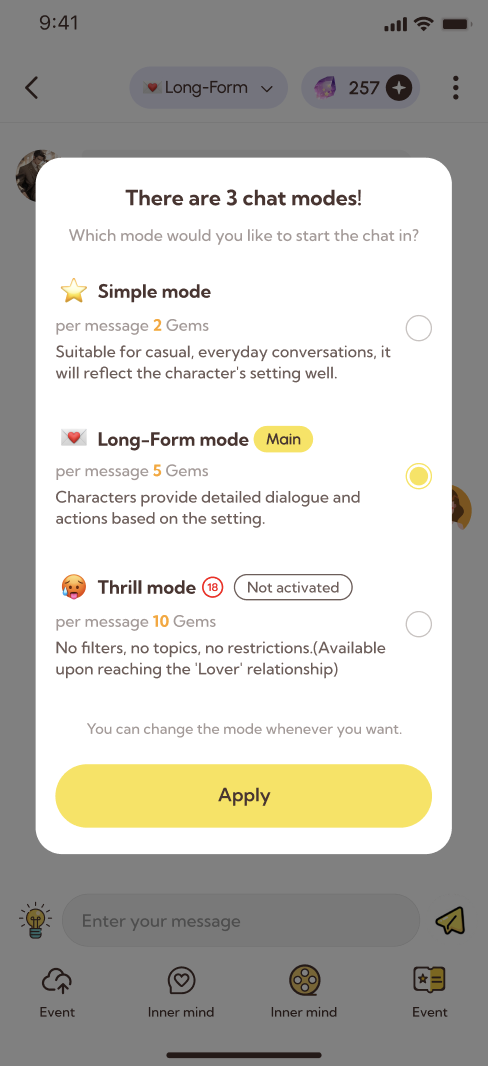 9:41
Long-Form
257
There are 3 chat modes!
Which mode would you like to start the chat in?
Simple mode
per message 2 Gems
Suitable for casual, everyday conversations, it
will reflect the character's setting well.
Long-Form mode Main
per message 5 Gems
Characters provide detailed dialogue and
actions based on the setting.
Thrill mode 18 Not activated
per message 10 Gems
No filters, no topics, no restrictions.(Available
upon reaching the 'Lover' relationship)
You can change the mode whenever you want.
Apply
Enter your message
Event
Inner mind
Inner mind
Event